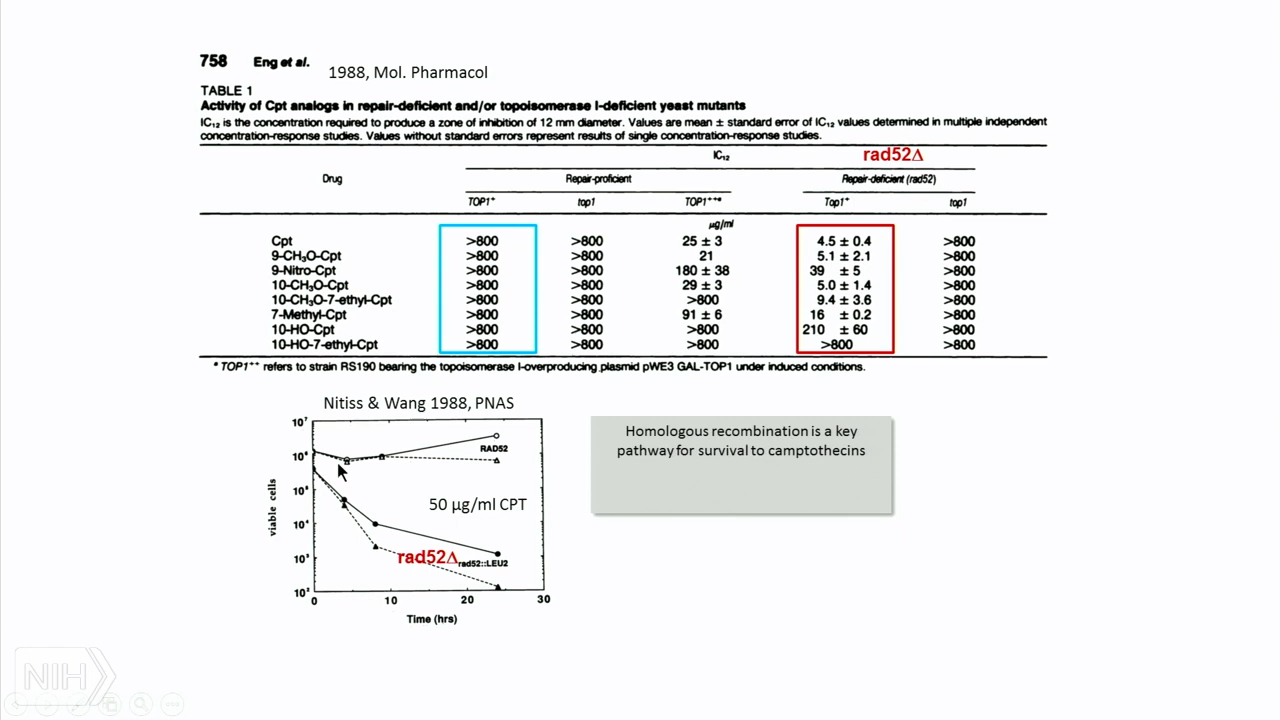 758 Eng et al. 1988, Mol. Pharmacol
TABLE 1
Activity of Cpt analogs in repair-deficient and/or topoisomerase I-deficient yeast mutants
IC₁₂ is the concentration required to produce a zone of inhibition of 12 mm diameter. Values are mean ± standard error of IC₁₂ values determined in multiple independent
concentration-response studies. Values without standard errors represent results of single concentration-response studies.
IC₁₂ rad52Δ
Drug Repair-proficient Repair-deficient (rad52)
TOP1⁺ top1 TOP1⁺⁺* Top1⁺ top1
µg/ml
Cpt >800 >800 25 ± 3 4.5 ± 0.4 >800
9-CH₃O-Cpt >800 >800 21 5.1 ± 2.1 >800
9-Nitro-Cpt >800 >800 180 ± 38 39 ± 5 >800
10-CH₃O-Cpt >800 >800 29 ± 3 5.0 ± 1.4 >800
10-CH₃O-7-ethyl-Cpt >800 >800 >800 9.4 ± 3.6 >800
7-Methyl-Cpt >800 >800 91 ± 6 16 ± 0.2 >800
10-HO-Cpt >800 >800 >800 210 ± 60 >800
10-HO-7-ethyl-Cpt >800 >800 >800 >800 >800
* TOP1⁺⁺ refers to strain RS190 bearing the topoisomerase I-overproducing plasmid pWE3 GAL-TOP1 under induced conditions.
Nitiss & Wang 1988, PNAS
10⁷
10⁶
10⁵
10⁴
10³
10²
viable cells
RAD52
50 µg/ml CPT
rad52Δ rad52::LEU2
0 10 20 30
Time (hrs)
Homologous recombination is a key
pathway for survival to camptothecins
NIH